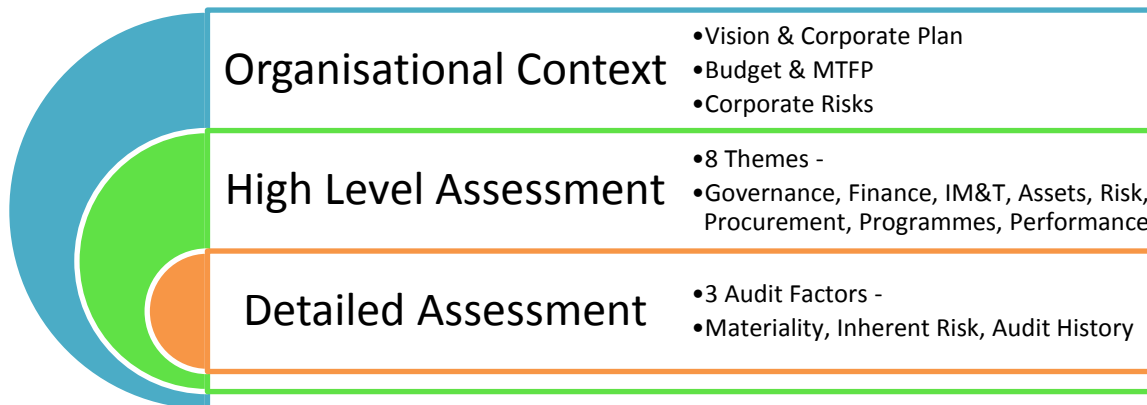 Organisational Context
•Vision & Corporate Plan
•Budget & MTFP
•Corporate Risks
High Level Assessment
•8 Themes -
•Governance, Finance, IM&T, Assets, Risk,
Procurement, Programmes, Performance
Detailed Assessment
•3 Audit Factors -
•Materiality, Inherent Risk, Audit History